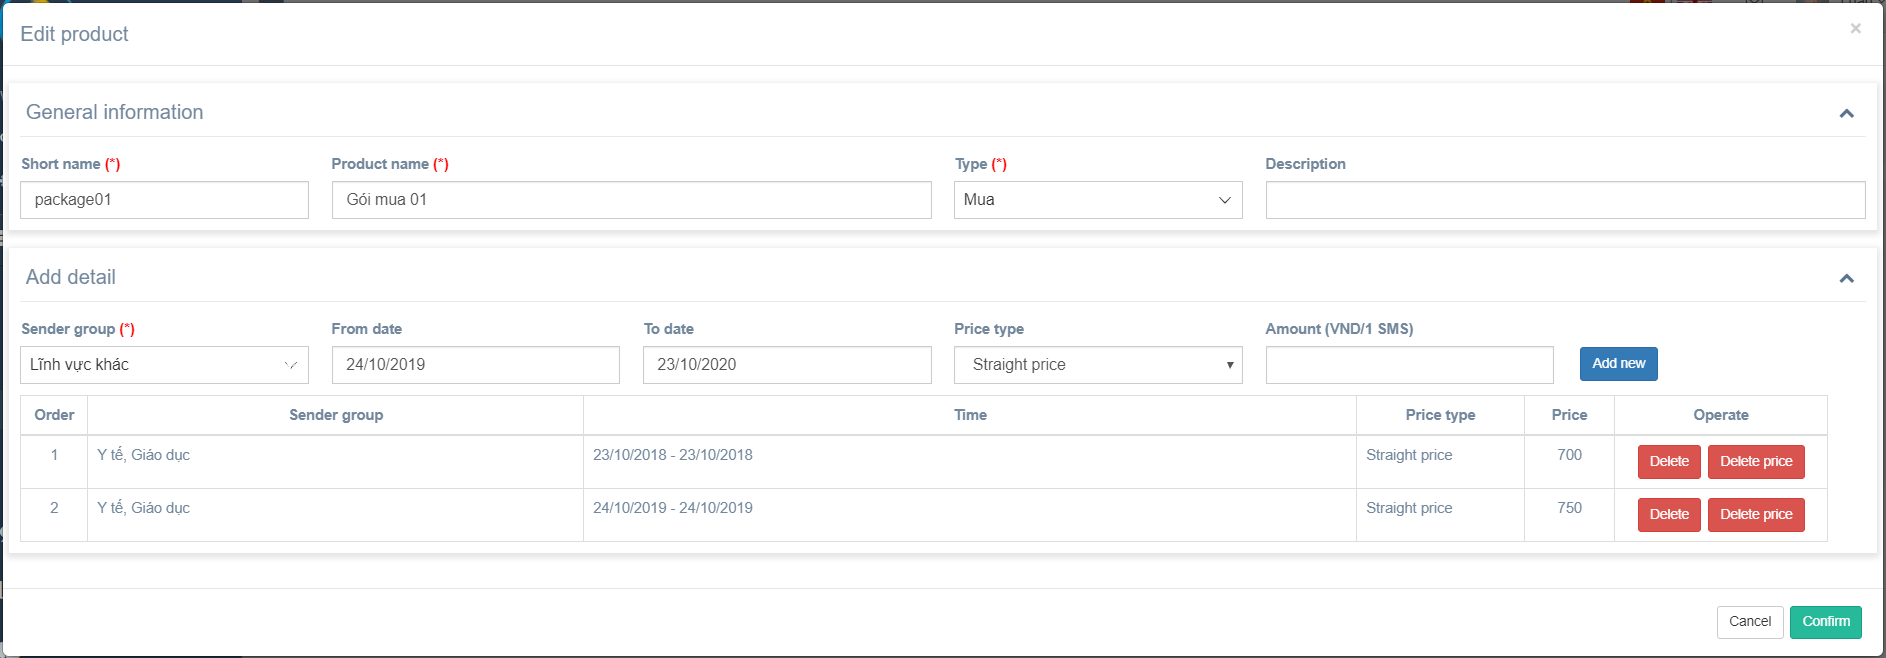 Edit product
×
General information
Short name (*) Product name (*) Type (*) Description
package01 Gói mua 01 Mua
Add detail
Sender group (*) From date To date Price type Amount (VND/1 SMS)
Lĩnh vực khác 24/10/2019 23/10/2020 Straight price Add new
Order Sender group Time Price type Price Operate
1 Y tế, Giáo dục 23/10/2018 - 23/10/2018 Straight price 700 Delete Delete price
2 Y tế, Giáo dục 24/10/2019 - 24/10/2019 Straight price 750 Delete Delete price
Cancel Confirm